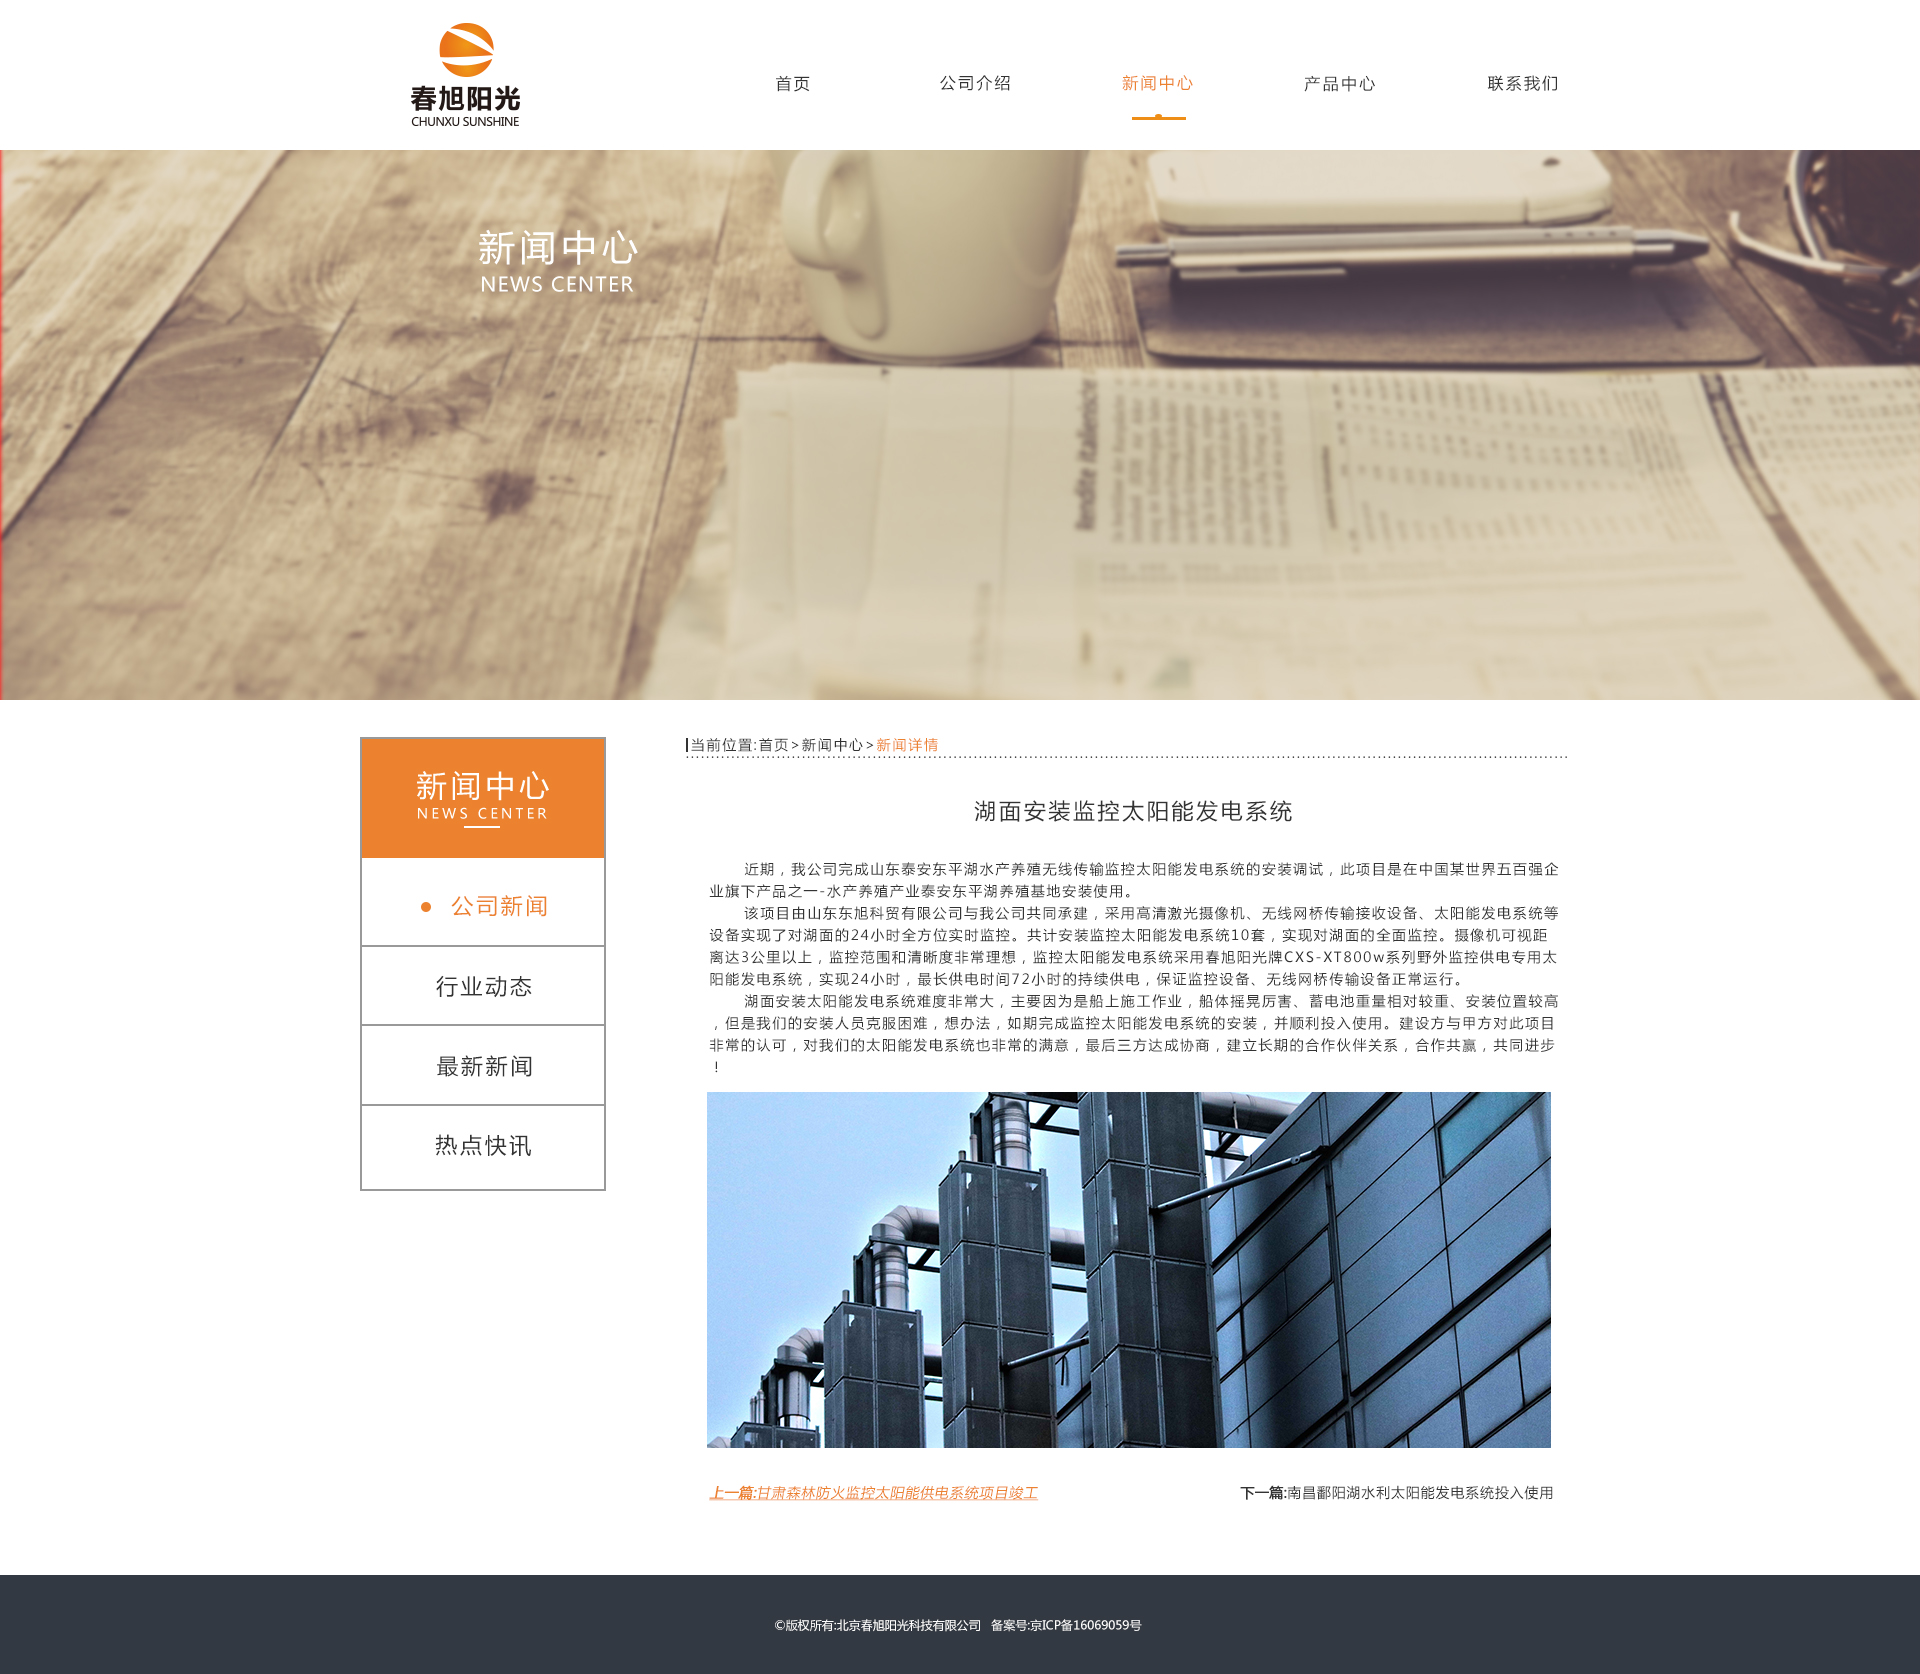 春旭阳光
CHUNXU SUNSHINE
首页
公司介绍
新闻中心
产品中心
联系我们
新闻中心
NEWS CENTER
Rendite italienische
新闻中心
NEWS CENTER
公司新闻
行业动态
最新新闻
热点快讯
当前位置:首页>新闻中心>新闻详情
湖面安装监控太阳能发电系统
近期，我公司完成山东泰安东平湖水产养殖无线传输监控太阳能发电系统的安装调试，此项目是在中国某世界五百强企
业旗下产品之一-水产养殖产业泰安东平湖养殖基地安装使用。
该项目由山东东旭科贸有限公司与我公司共同承建，采用高清激光摄像机、无线网桥传输接收设备、太阳能发电系统等
设备实现了对湖面的24小时全方位实时监控。共计安装监控太阳能发电系统10套，实现对湖面的全面监控。摄像机可视距
离达3公里以上，监控范围和清晰度非常理想，监控太阳能发电系统采用春旭阳光牌CXS-XT800w系列野外监控供电专用太
阳能发电系统，实现24小时，最长供电时间72小时的持续供电，保证监控设备、无线网桥传输设备正常运行。
湖面安装太阳能发电系统难度非常大，主要因为是船上施工作业，船体摇晃厉害、蓄电池重量相对较重、安装位置较高
，但是我们的安装人员克服困难，想办法，如期完成监控太阳能发电系统的安装，并顺利投入使用。建设方与甲方对此项目
非常的认可，对我们的太阳能发电系统也非常的满意，最后三方达成协商，建立长期的合作伙伴关系，合作共赢，共同进步
！
上一篇:甘肃森林防火监控太阳能供电系统项目竣工
下一篇:南昌鄱阳湖水利太阳能发电系统投入使用
©版权所有:北京春旭阳光科技有限公司 备案号:京ICP备16069059号